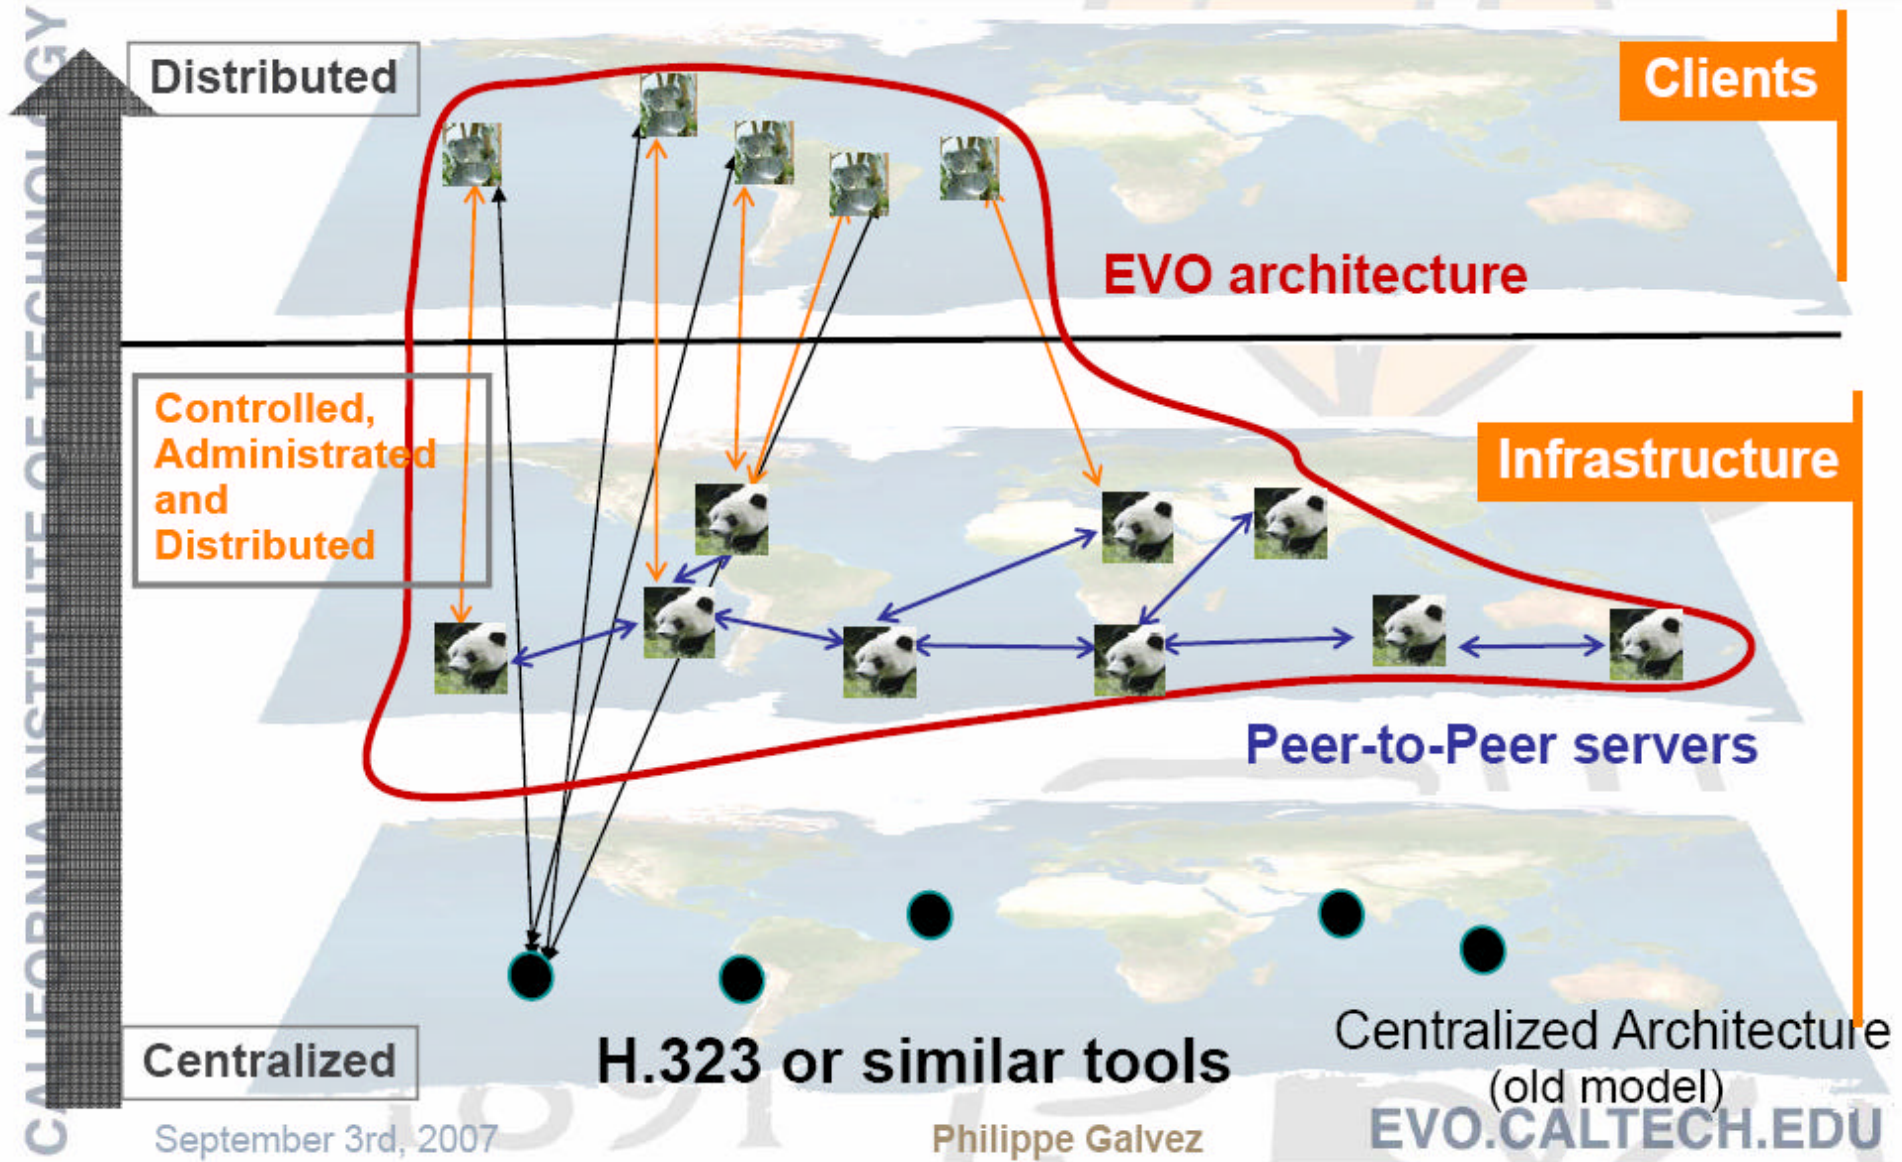 CALIFORNIA INSTITUTE OF TECHNOLOGY
Distributed
Clients
EVO architecture
Controlled,
Administrated
and
Distributed
Infrastructure
Peer-to-Peer servers
Centralized
H.323 or similar tools
Centralized Architecture
(old model)
September 3rd, 2007
Philippe Galvez
EVO.CALTECH.EDU